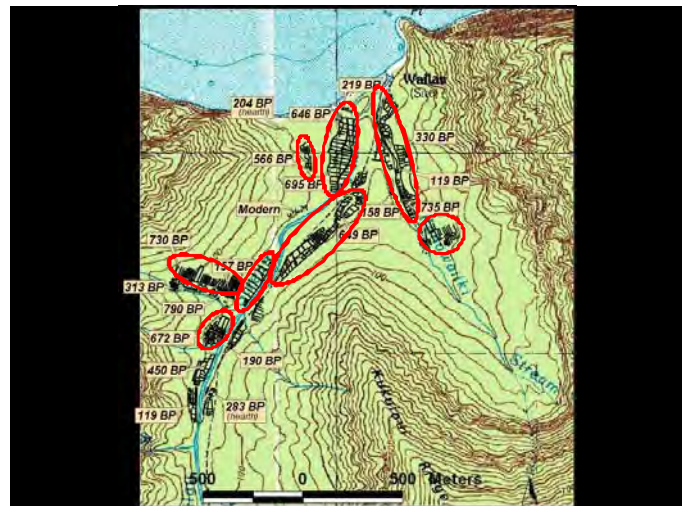 219 BP
Wailau
(Site)
204 BP
(hearth)
646 BP
330 BP
566 BP
695 BP
119 BP
Modern
158 BP
735 BP
649 BP
730 BP
157 BP
313 BP
790 BP
672 BP
190 BP
450 BP
Stream
119 BP
283 BP
(hearth)
100
500
0
500 Meters